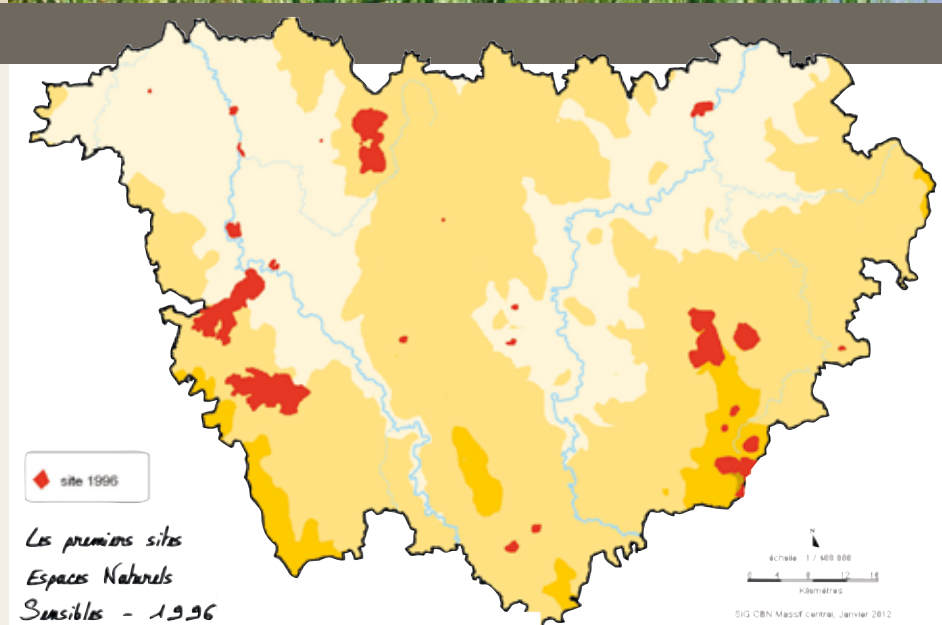 site 1996
Les premiers sites
Espaces Naturels
Sensibles - 1996
N
échelle : 1 / 400 000
0 4 8 12 16
Kilomètres
SIG CBN Massif central, Janvier 2012